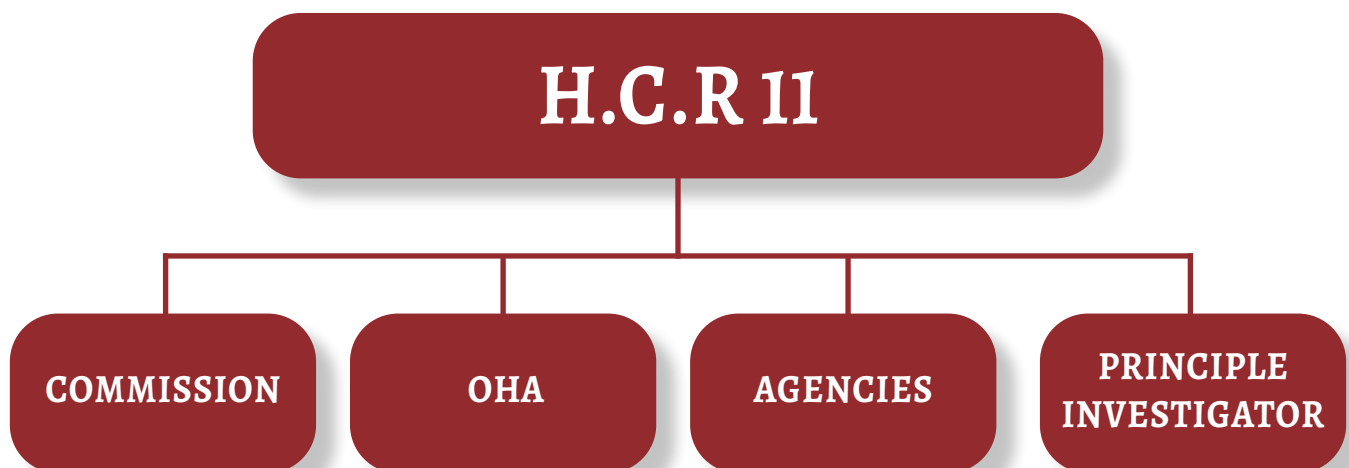 H.C.R 11
COMMISSION
OHA
AGENCIES
PRINCIPLE
INVESTIGATOR